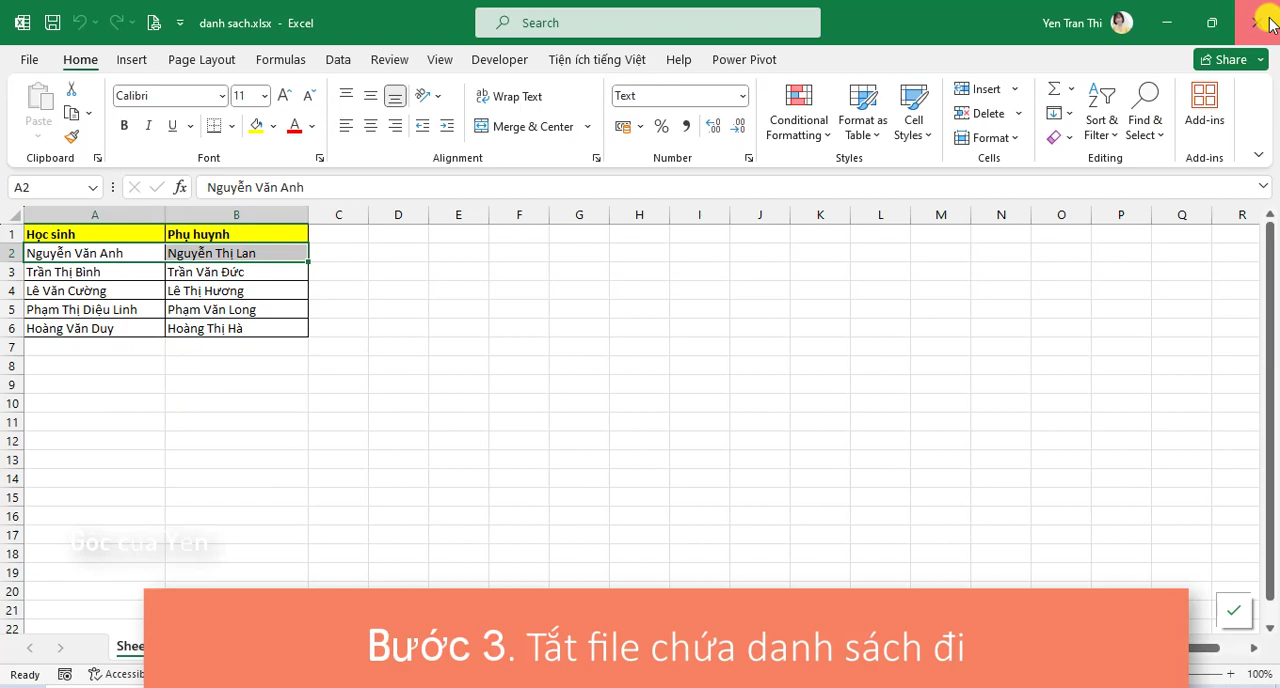 danh sach.xlsx - Excel
Search
Yen Tran Thi
File Home Insert Page Layout Formulas Data Review View Developer Tiện ích tiếng Việt Help Power Pivot
Share
Paste
Calibri 11
B I U
Wrap Text
Merge & Center
Text
Conditional Formatting
Format as Table
Cell Styles
Insert
Delete
Format
Sort & Filter
Find & Select
Add-ins
Clipboard Font Alignment Number Styles Cells Editing Add-ins
A2 fx Nguyễn Văn Anh
A B C D E F G H I J K L M N O P Q R
1 Học sinh Phụ huynh
2 Nguyễn Văn Anh Nguyễn Thị Lan
3 Trần Thị Bình Trần Văn Đức
4 Lê Văn Cường Lê Thị Hương
5 Phạm Thị Diệu Linh Phạm Văn Long
6 Hoàng Văn Duy Hoàng Thị Hà
7
8
9
10
11
12
13
14
15
16
17
Góc của Yến
18
19
20
21
22
Bước 3. Tắt file chứa danh sách đi
Shee
Ready
Accessib
100%